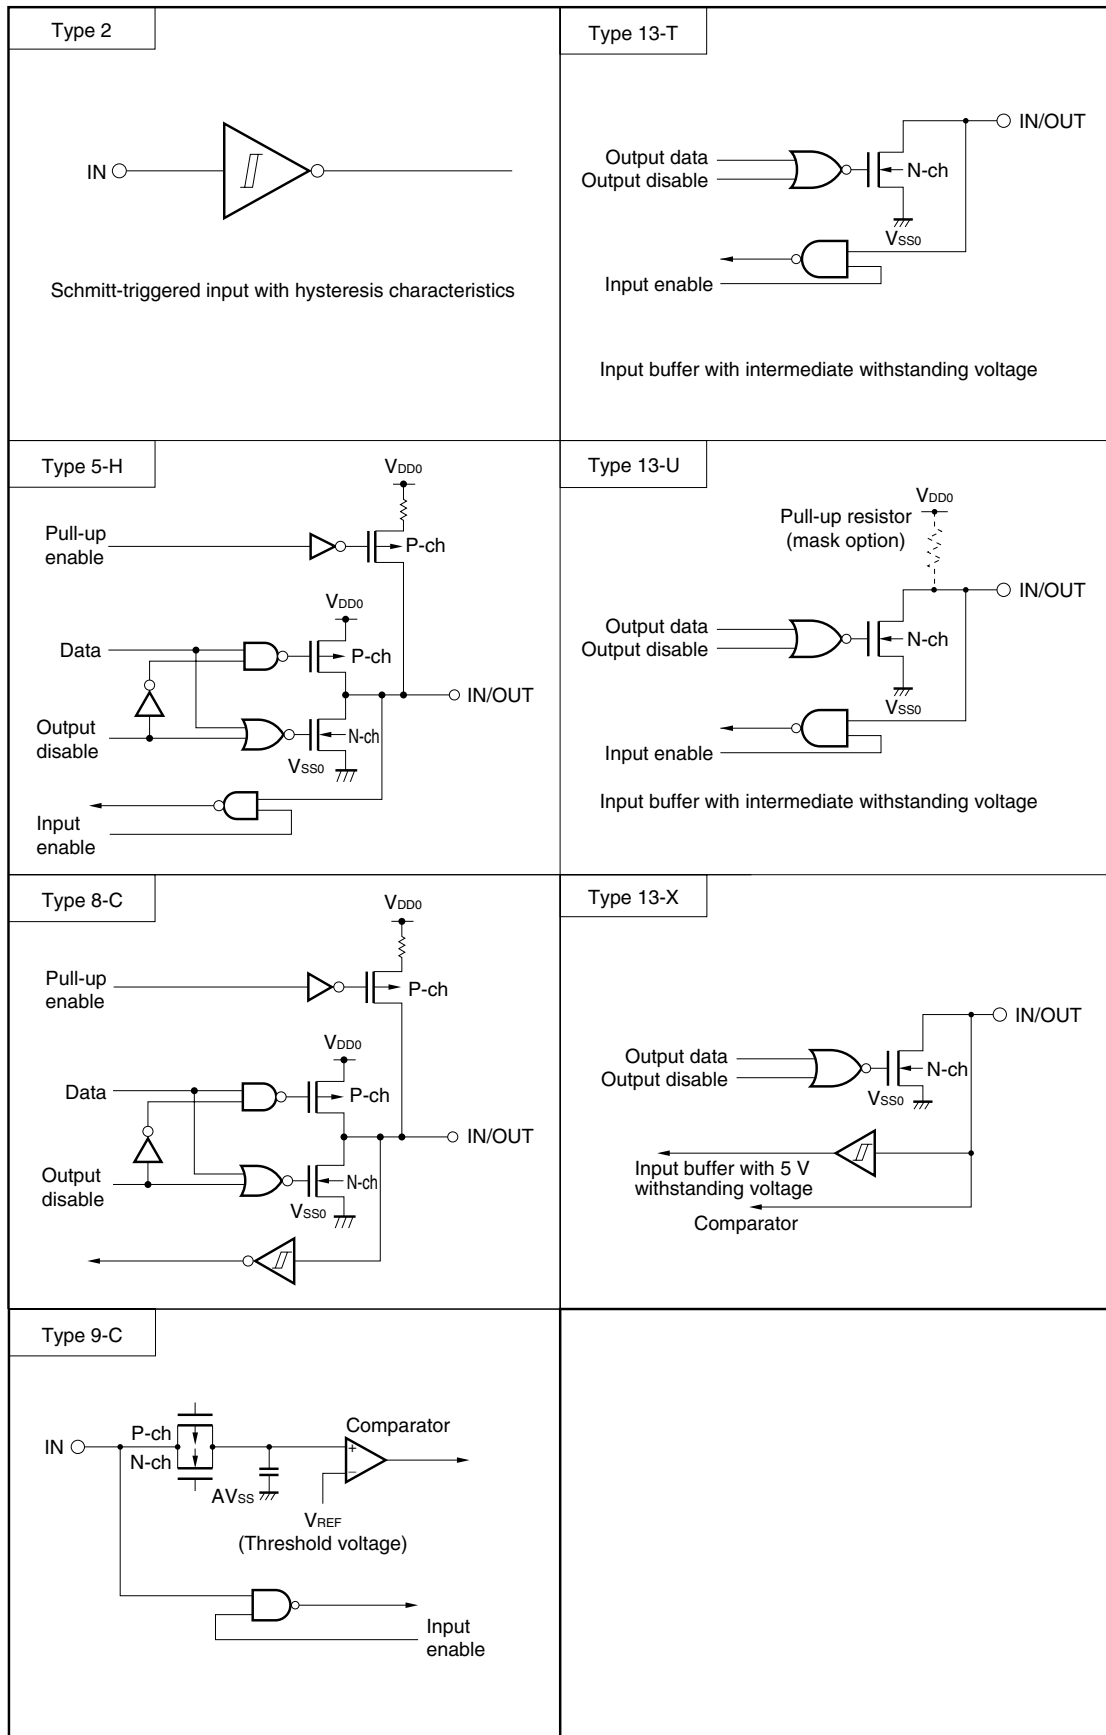 Type 2
IN
Schmitt-triggered input with hysteresis characteristics
Type 13-T
IN/OUT
Output data
Output disable
N-ch
VSS0
Input enable
Input buffer with intermediate withstanding voltage
Type 5-H
VDD0
Pull-up
enable
P-ch
VDD0
Data
P-ch
IN/OUT
Output
disable
N-ch
VSS0
Input
enable
Type 13-U
VDD0
Pull-up resistor
(mask option)
IN/OUT
Output data
Output disable
N-ch
VSS0
Input enable
Input buffer with intermediate withstanding voltage
Type 8-C
VDD0
Pull-up
enable
P-ch
VDD0
Data
P-ch
IN/OUT
Output
disable
N-ch
VSS0
Type 13-X
IN/OUT
Output data
Output disable
N-ch
VSS0
Input buffer with 5 V
withstanding voltage
Comparator
Type 9-C
Comparator
P-ch
IN
N-ch
+
−
AVSS
VREF
(Threshold voltage)
Input
enable